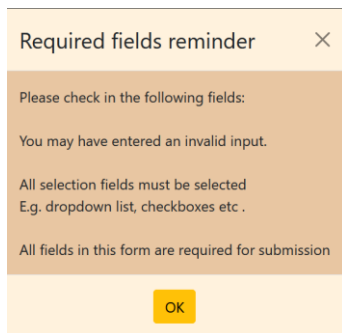 Required fields reminder
Please check in the following fields:
You may have entered an invalid input.
All selection fields must be selected
E.g. dropdown list, checkboxes etc .
All fields in this form are required for submission
OK